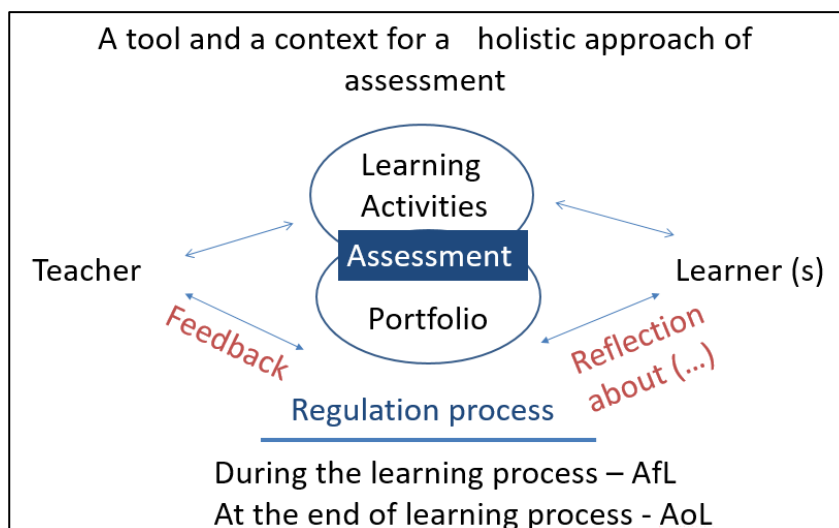 A tool and a context for a holistic approach of
assessment
Learning
Activities
Assessment
Teacher
Learner (s)
Portfolio
Feedback
Reflection
about (...)
Regulation process
During the learning process – AfL
At the end of learning process - AoL